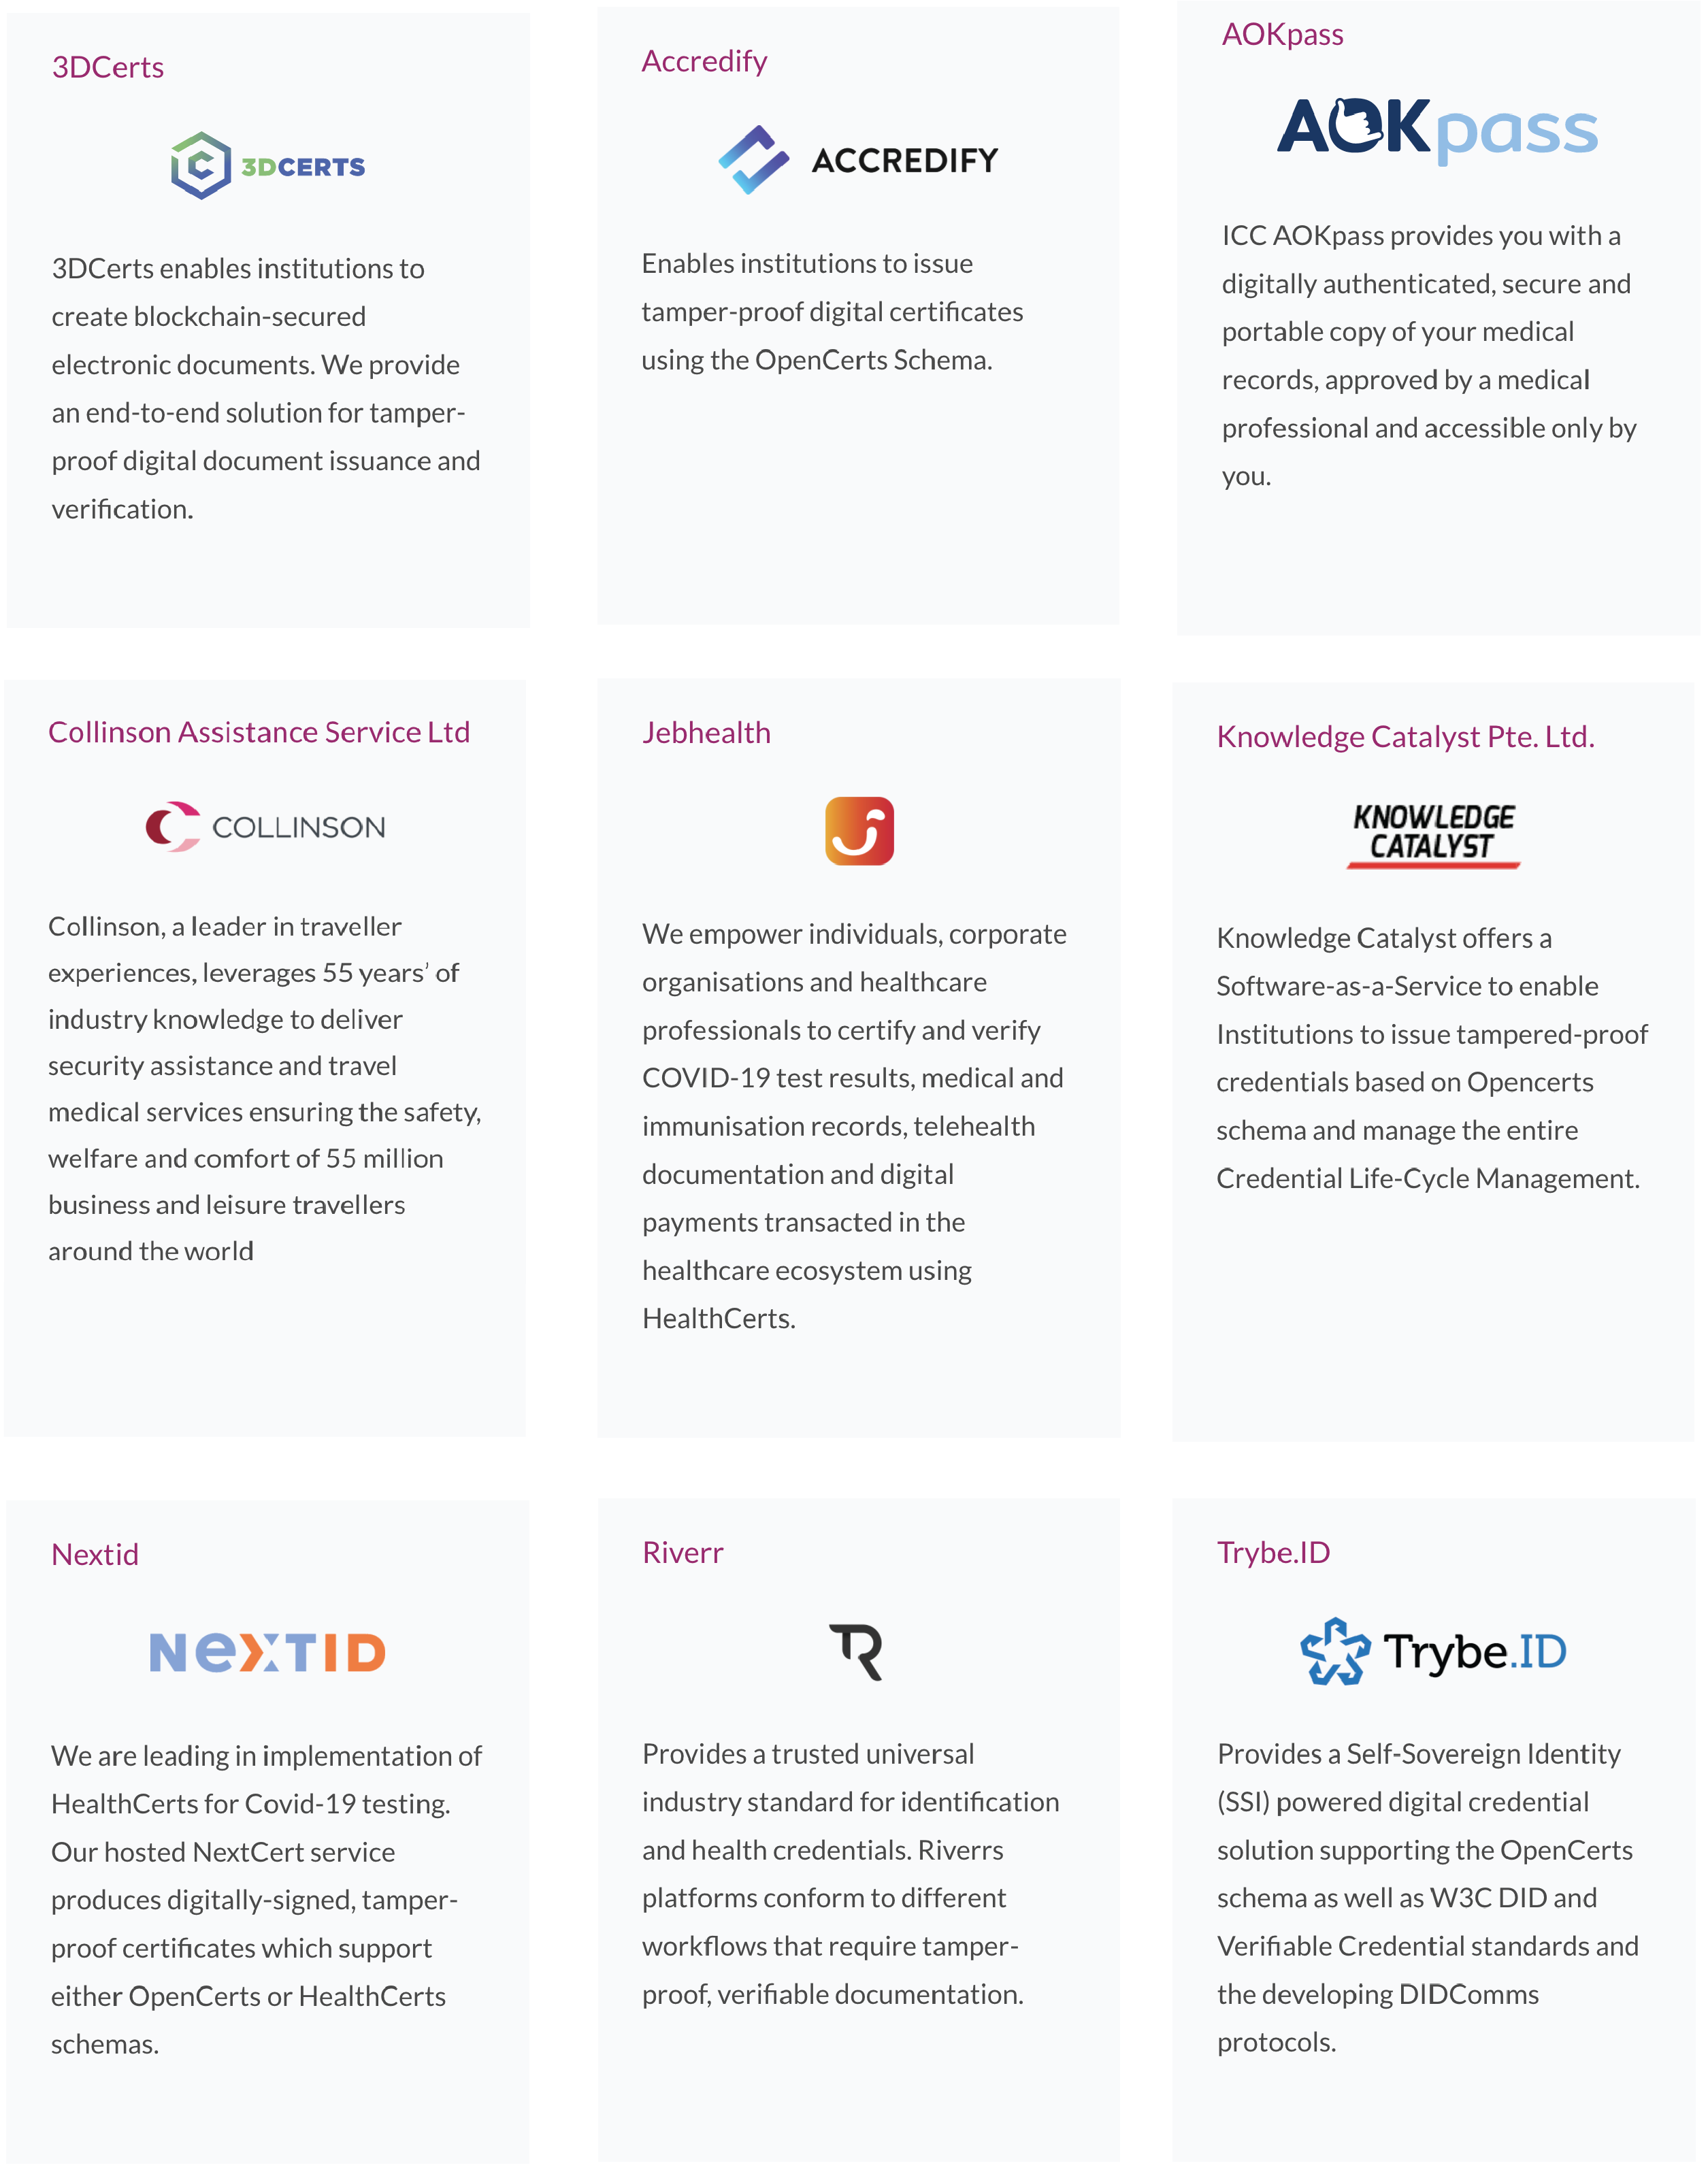 3DCerts
3DCERTS
3DCerts enables institutions to
create blockchain-secured
electronic documents. We provide
an end-to-end solution for tamper-
proof digital document issuance and
verification.
Accredify
ACCREDIFY
Enables institutions to issue
tamper-proof digital certificates
using the OpenCerts Schema.
AOKpass
AOKpass
ICC AOKpass provides you with a
digitally authenticated, secure and
portable copy of your medical
records, approved by a medical
professional and accessible only by
you.
Collinson Assistance Service Ltd
COLLINSON
Collinson, a leader in traveller
experiences, leverages 55 years’ of
industry knowledge to deliver
security assistance and travel
medical services ensuring the safety,
welfare and comfort of 55 million
business and leisure travellers
around the world
Jebhealth
We empower individuals, corporate
organisations and healthcare
professionals to certify and verify
COVID-19 test results, medical and
immunisation records, telehealth
documentation and digital
payments transacted in the
healthcare ecosystem using
HealthCerts.
Knowledge Catalyst Pte. Ltd.
KNOWLEDGE
CATALYST
Knowledge Catalyst offers a
Software-as-a-Service to enable
Institutions to issue tampered-proof
credentials based on Opencerts
schema and manage the entire
Credential Life-Cycle Management.
Nextid
NeXTID
We are leading in implementation of
HealthCerts for Covid-19 testing.
Our hosted NextCert service
produces digitally-signed, tamper-
proof certificates which support
either OpenCerts or HealthCerts
schemas.
Riverr
R
Provides a trusted universal
industry standard for identification
and health credentials. Riverrs
platforms conform to different
workflows that require tamper-
proof, verifiable documentation.
Trybe.ID
Trybe.ID
Provides a Self-Sovereign Identity
(SSI) powered digital credential
solution supporting the OpenCerts
schema as well as W3C DID and
Verifiable Credential standards and
the developing DIDComms
protocols.